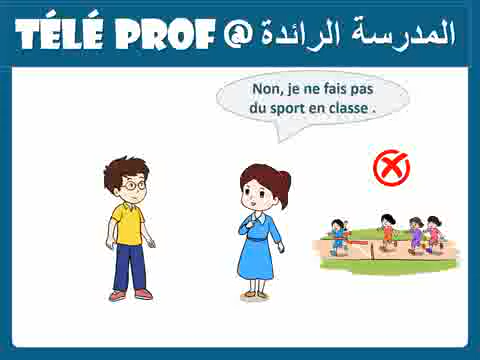 TÉLÉ PROF @ المدرسة الرائدة
Non, je ne fais pas
du sport en classe .